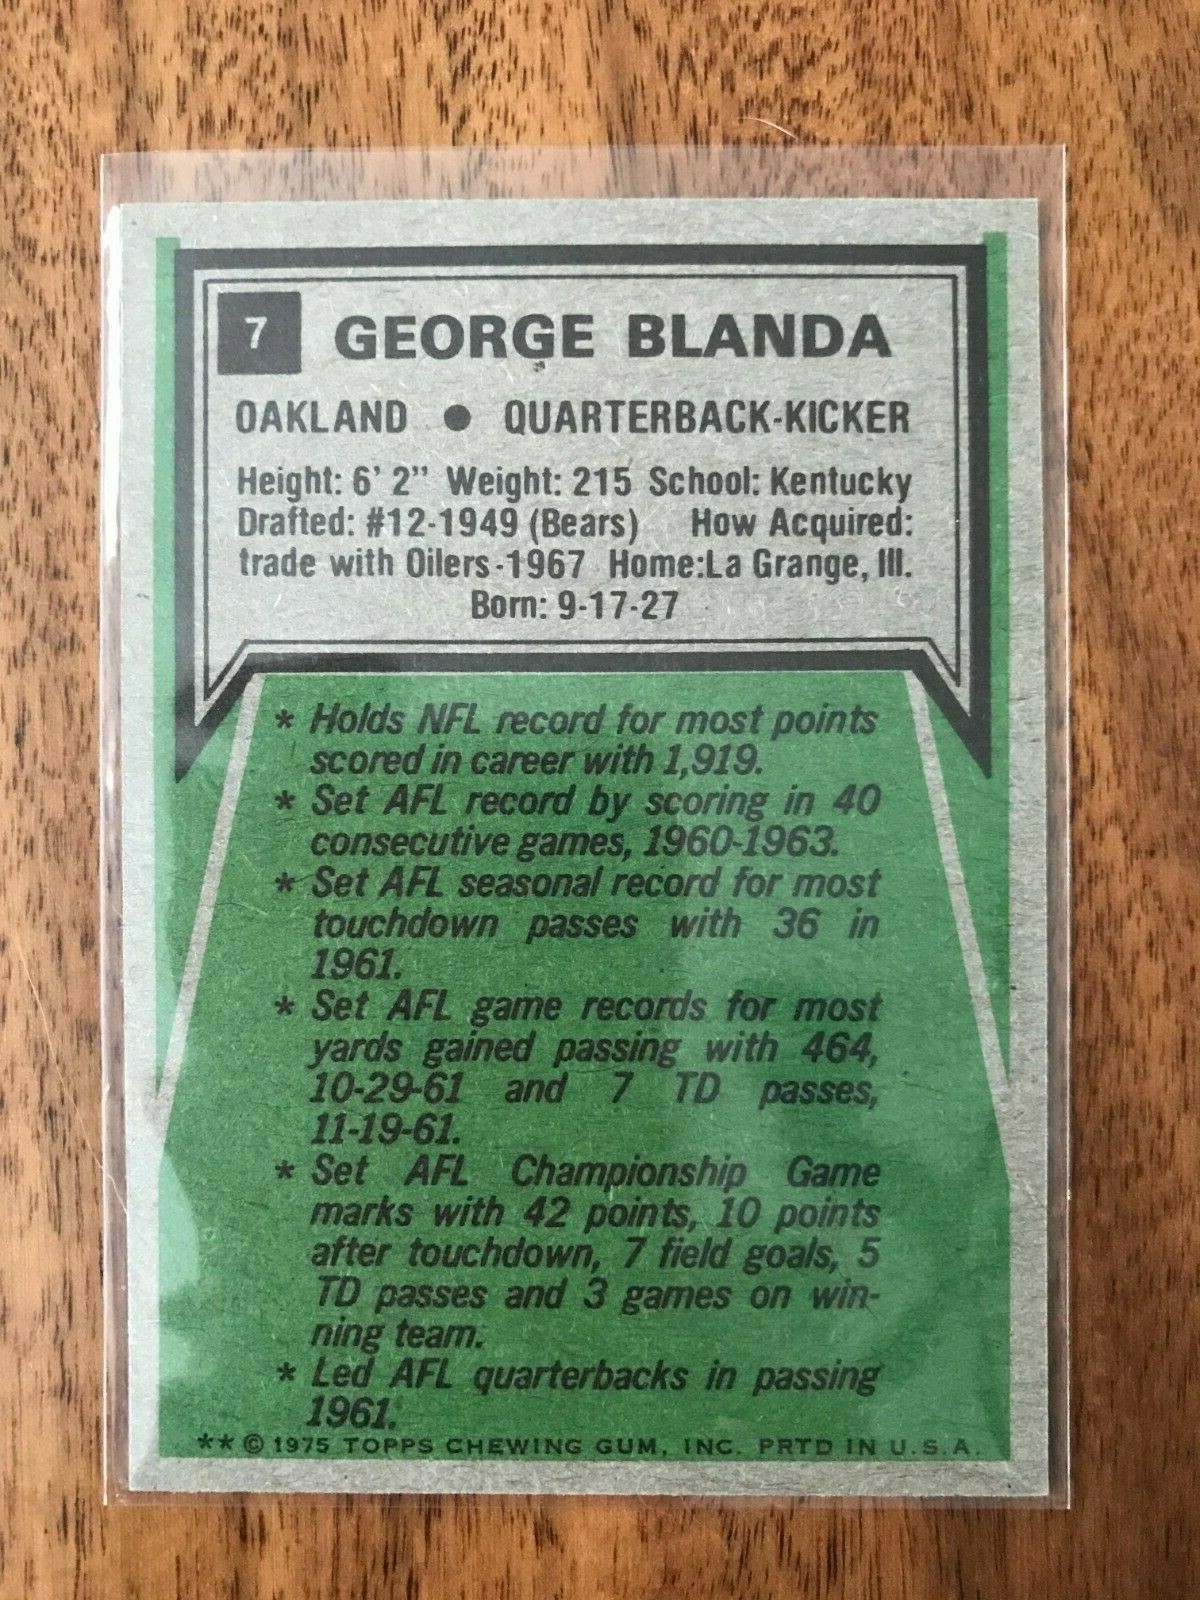 7 GEORGE BLANDA
OAKLAND ● QUARTERBACK-KICKER
Height: 6' 2" Weight: 215 School: Kentucky
Drafted: #12-1949 (Bears) How Acquired:
trade with Oilers-1967 Home:La Grange, Ill.
Born: 9-17-27
* Holds NFL record for most points
scored in career with 1,919.
* Set AFL record by scoring in 40
consecutive games, 1960-1963.
* Set AFL seasonal record for most
touchdown passes with 36 in
1961.
* Set AFL game records for most
yards gained passing with 464,
10-29-61 and 7 TD passes,
11-19-61.
* Set AFL Championship Game
marks with 42 points, 10 points
after touchdown, 7 field goals, 5
TD passes and 3 games on win-
ning team.
* Led AFL quarterbacks in passing
1961.
** © 1975 TOPPS CHEWING GUM, INC. PRTD IN U.S.A.